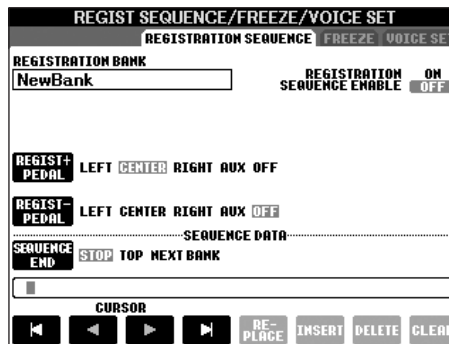 REGIST SEQUENCE/FREEZE/VOICE SET
REGISTRATION SEQUENCE FREEZE VOICE SE
REGISTRATION BANK
NewBank
REGISTRATION SEQUENCE ENABLE ON OFF
REGIST+ PEDAL LEFT CENTER RIGHT AUX OFF
REGIST- PEDAL LEFT CENTER RIGHT AUX OFF
SEQUENCE DATA
SEQUENCE END STOP TOP NEXT BANK
CURSOR
RE-PLACE INSERT DELETE CLEAR